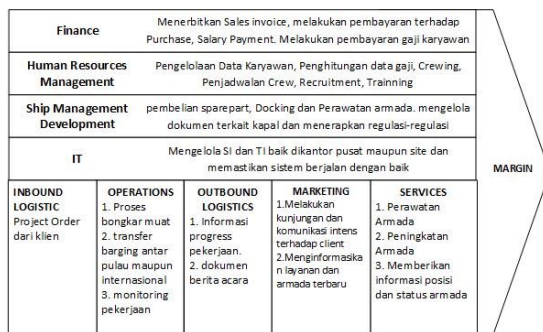 Finance
Menerbitkan Sales invoice, melakukan pembayaran terhadap
Purchase, Salary Payment. Melakukan pembayaran gaji karyawan
Human Resources
Management
Pengelolaan Data Karyawan, Penghitungan data gaji, Crewing,
Penjadwalan Crew, Recruitment, Trainning
Ship Management
Development
pembelian sparepart, Docking dan Perawatan armada. mengelola
dokumen terkait kapal dan menerapkan regulasi-regulasi
IT
Mengelola SI dan TI baik dikantor pusat maupun site dan
memastikan sistem berjalan dengan baik
MARGIN
INBOUND
LOGISTIC
Project Order
dari klien
OPERATIONS
1. Proses
bongkar muat
2. transfer
barging antar
pulau maupun
internasional
3. monitoring
pekerjaan
OUTBOUND
LOGISTICS
1. Informasi
progress
pekerjaan.
2. dokumen
berita acara
MARKETING
1.Melakukan
kunjungan dan
komunikasi intens
terhadap client
2.Menginformasika
n layanan dan
armada terbaru
SERVICES
1. Perawatan
Armada
2. Peningkatan
Armada
3. Memberikan
informasi posisi
dan status armada